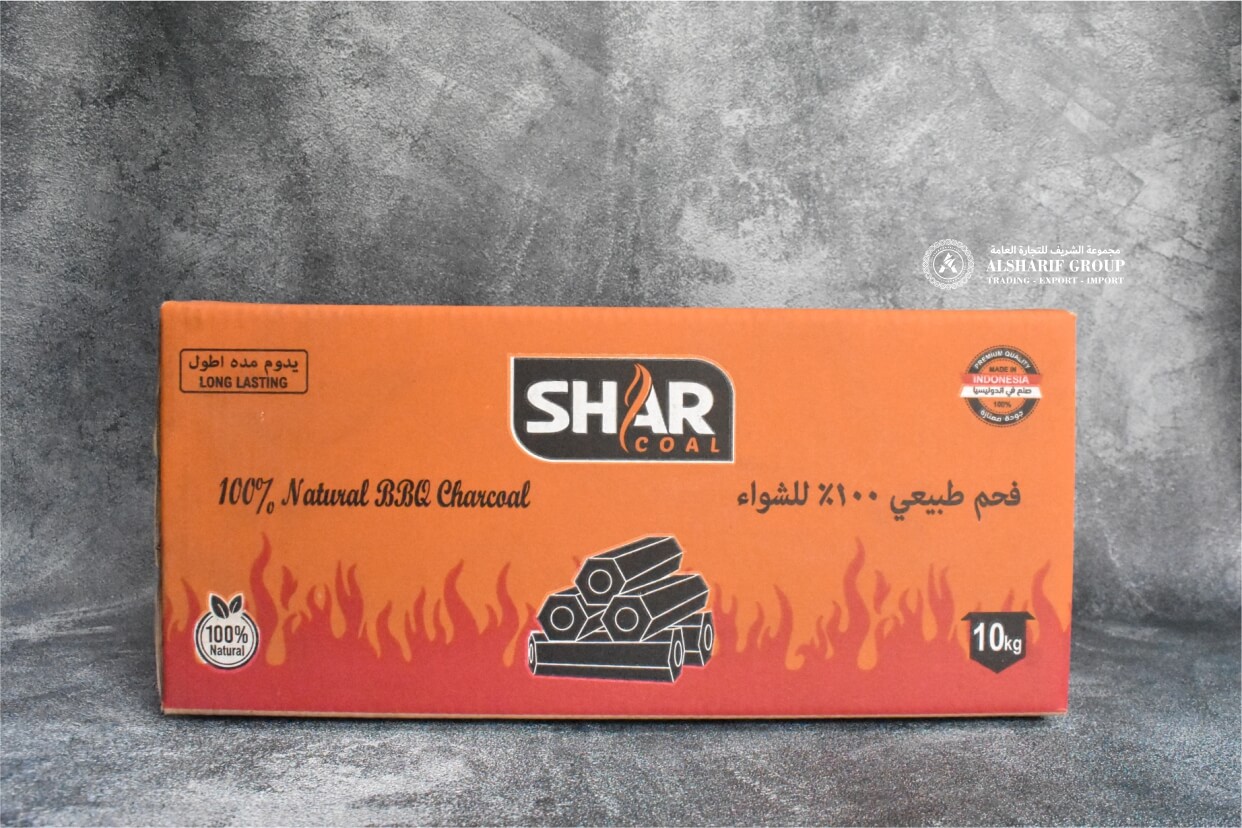 مجموعة الشريف للتجارة العامة
ALSHARIF GROUP
TRADING - EXPORT - IMPORT
يدوم مده اطول
LONG LASTING
SHAR
COAL
PREMIUM QUALITY
MADE IN
INDONESIA
صنع في اندونيسيا
100%
جودة ممتازة
100% Natural BBQ Charcoal
فحم طبيعي ١٠٠٪ للشواء
100%
Natural
10kg